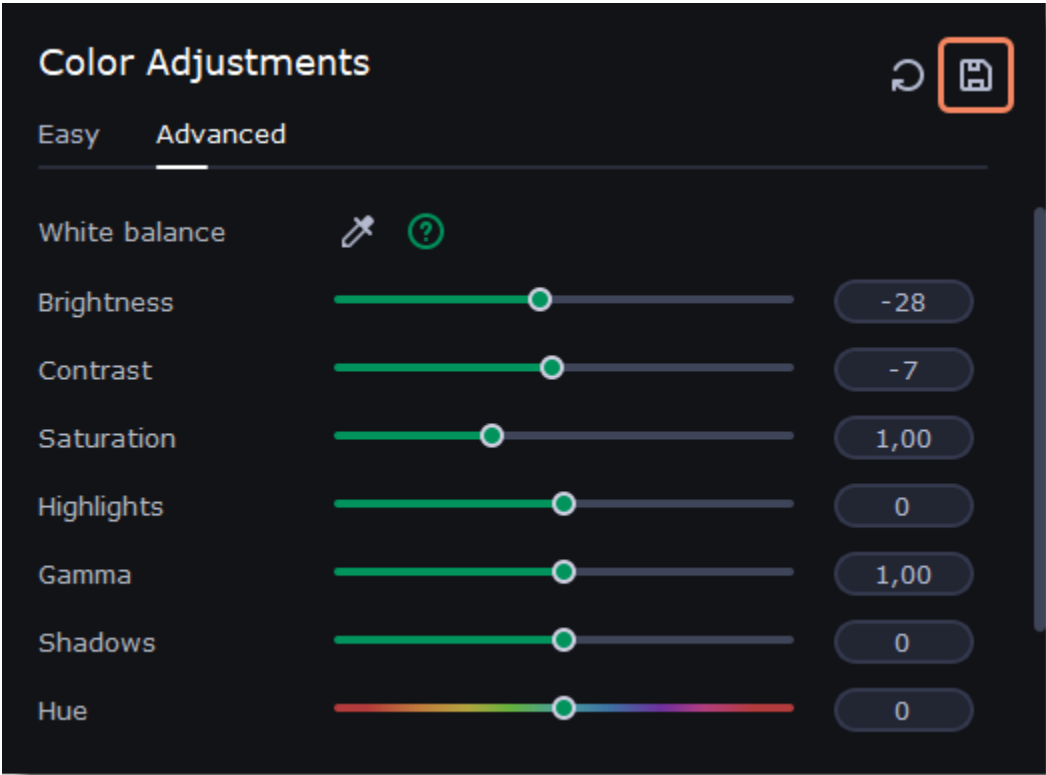 Color Adjustments
Easy Advanced
White balance ?
Brightness -28
Contrast -7
Saturation 1,00
Highlights 0
Gamma 1,00
Shadows 0
Hue 0